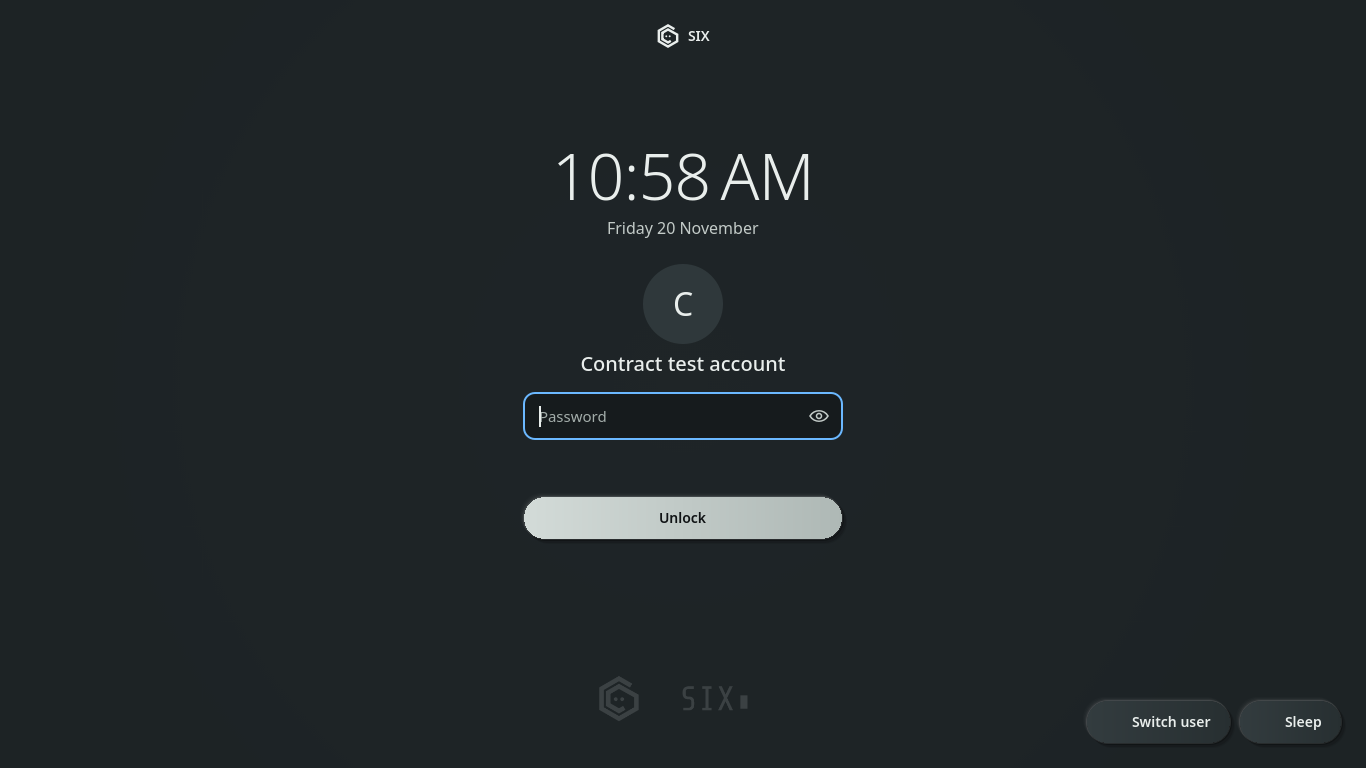 SIX
10:58 AM
Friday 20 November
C
Contract test account
Password
Unlock
SIX
Switch user
Sleep